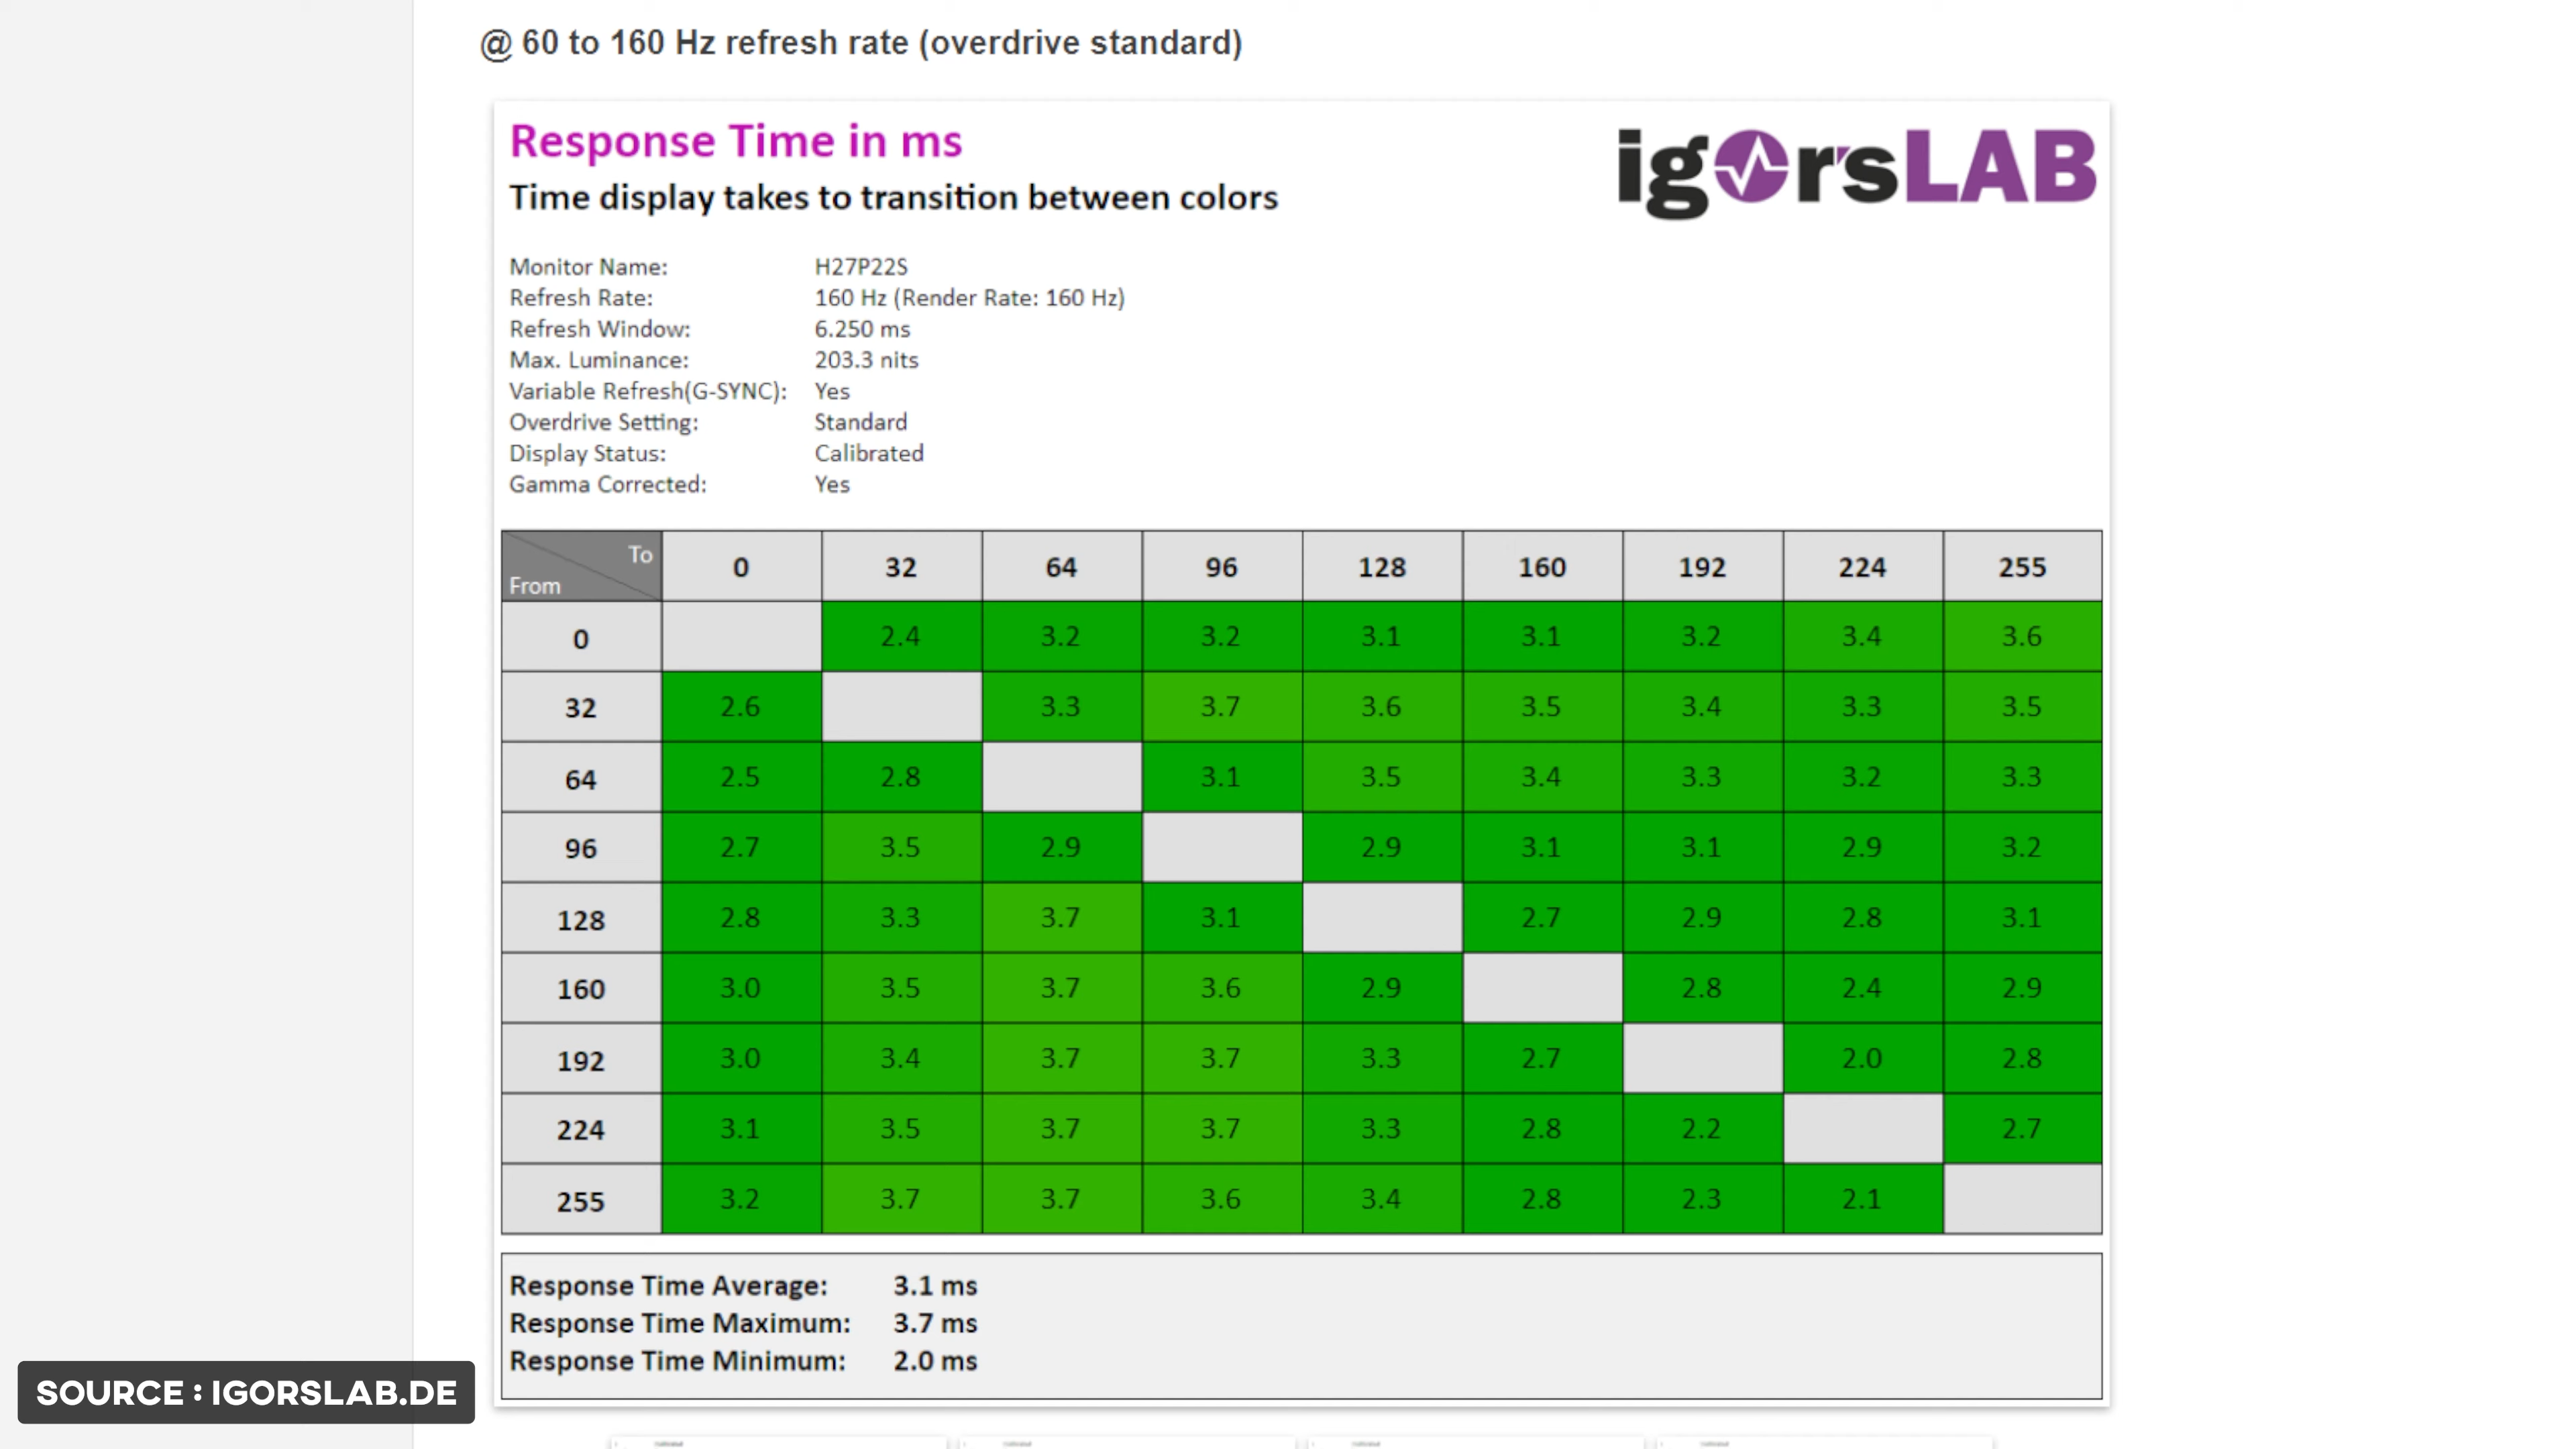 @ 60 to 160 Hz refresh rate (overdrive standard)
Response Time in ms
igorsLAB
Time display takes to transition between colors
Monitor Name: H27P22S
Refresh Rate: 160 Hz (Render Rate: 160 Hz)
Refresh Window: 6.250 ms
Max. Luminance: 203.3 nits
Variable Refresh(G-SYNC): Yes
Overdrive Setting: Standard
Display Status: Calibrated
Gamma Corrected: Yes
From To 0 32 64 96 128 160 192 224 255
0 2.4 3.2 3.2 3.1 3.1 3.2 3.4 3.6
32 2.6 3.3 3.7 3.6 3.5 3.4 3.3 3.5
64 2.5 2.8 3.1 3.5 3.4 3.3 3.2 3.3
96 2.7 3.5 2.9 2.9 3.1 3.1 2.9 3.2
128 2.8 3.3 3.7 3.1 2.7 2.9 2.8 3.1
160 3.0 3.5 3.7 3.6 2.9 2.8 2.4 2.9
192 3.0 3.4 3.7 3.7 3.3 2.7 2.0 2.8
224 3.1 3.5 3.7 3.7 3.3 2.8 2.2 2.7
255 3.2 3.7 3.7 3.6 3.4 2.8 2.3 2.1
Response Time Average: 3.1 ms
Response Time Maximum: 3.7 ms
Response Time Minimum: 2.0 ms
SOURCE : IGORSLAB.DE